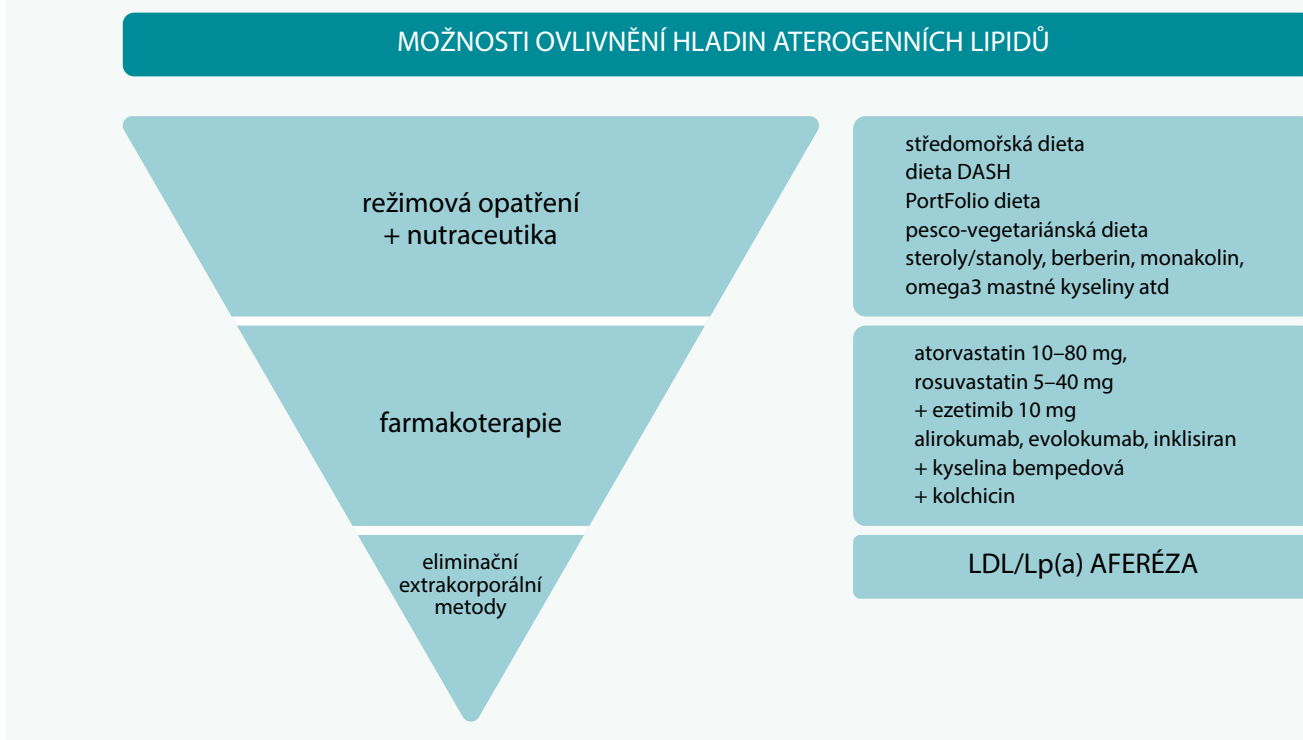 MOŽNOSTI OVLIVNĚNÍ HLADIN ATEROGENNÍCH LIPIDŮ
režimová opatření
+ nutraceutika
středomořská dieta
dieta DASH
PortFolio dieta
pesco-vegetariánská dieta
steroly/stanoly, berberin, monakolin,
omega3 mastné kyseliny atd
farmakoterapie
atorvastatin 10–80 mg,
rosuvastatin 5–40 mg
+ ezetimib 10 mg
alirokumab, evolokumab, inklisiran
+ kyselina bempedová
+ kolchicin
eliminační
extrakorporální
metody
LDL/Lp(a) AFERÉZA